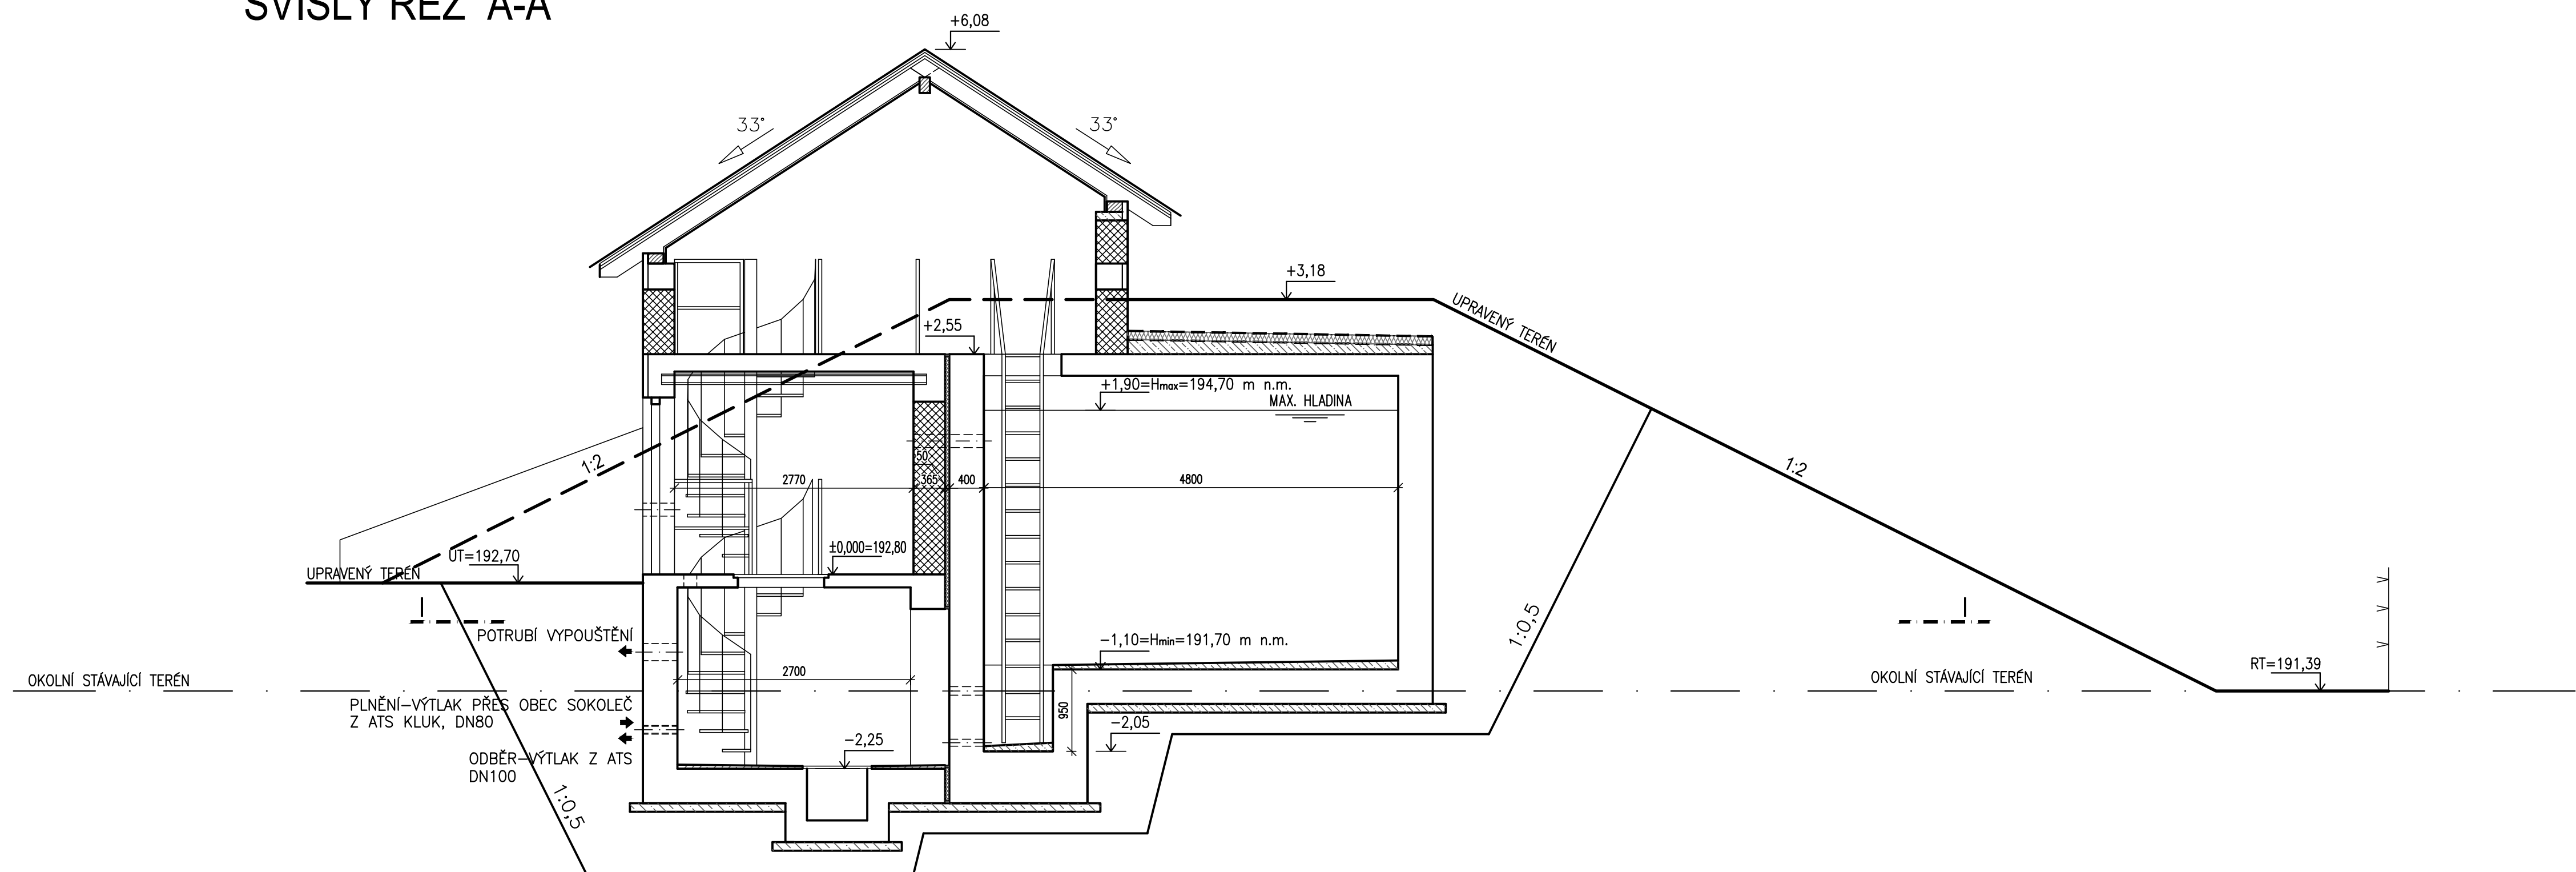 SVISLÝ ŘEZ A-A
+6,08
33°
33°
+3,18
UPRAVENÝ TERÉN
+2,55
+1,90=Hmax=194,70 m n.m.
MAX. HLADINA
1:2
1:2
50
2770
365
400
4800
±0,000=192,80
ÚT=192,70
UPRAVENÝ TERÉN
1:0,5
POTRUBÍ VYPOUŠTĚNÍ
-1,10=Hmin=191,70 m n.m.
RT=191,39
2700
OKOLNÍ STÁVAJÍCÍ TERÉN
OKOLNÍ STÁVAJÍCÍ TERÉN
PLNĚNÍ-VÝTLAK PŘES OBEC SOKOLEČ
Z ATS KLUK, DN80
950
-2,05
-2,25
ODBĚR-VÝTLAK Z ATS
DN100
1:0,5